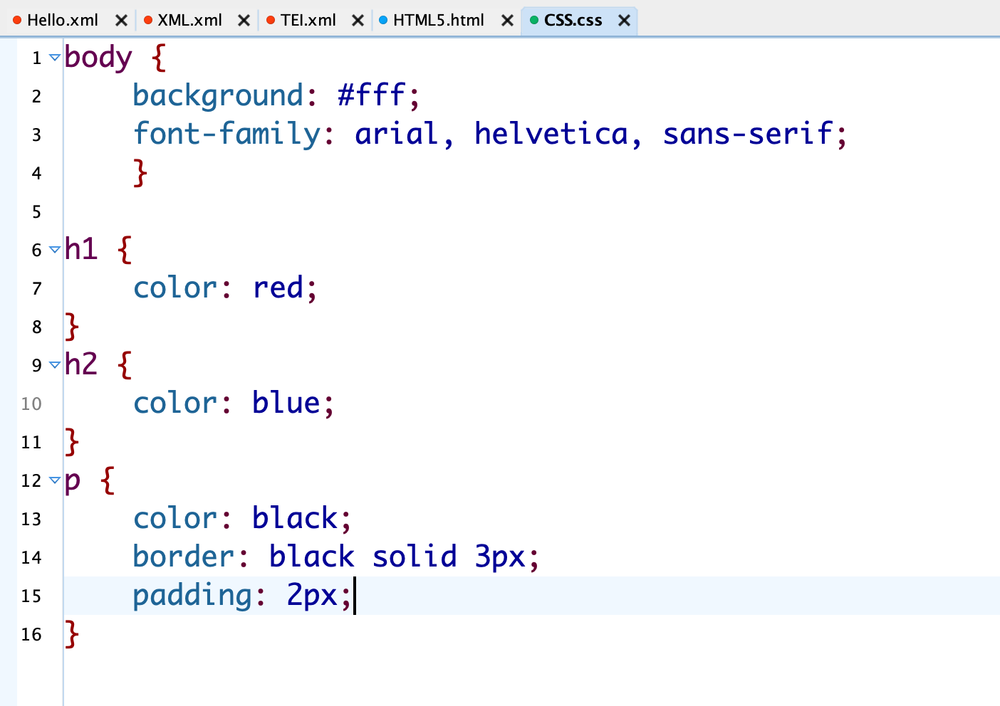 Hello.xml XML.xml TEI.xml HTML5.html CSS.css
1 body {
2 background: #fff;
3 font-family: arial, helvetica, sans-serif;
4 }
5
6 h1 {
7 color: red;
8 }
9 h2 {
10 color: blue;
11 }
12 p {
13 color: black;
14 border: black solid 3px;
15 padding: 2px;
16 }